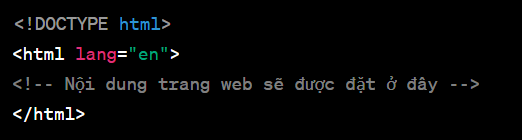 <!DOCTYPE html>
<html lang="en">
<!-- Nội dung trang web sẽ được đặt ở đây -->
</html>